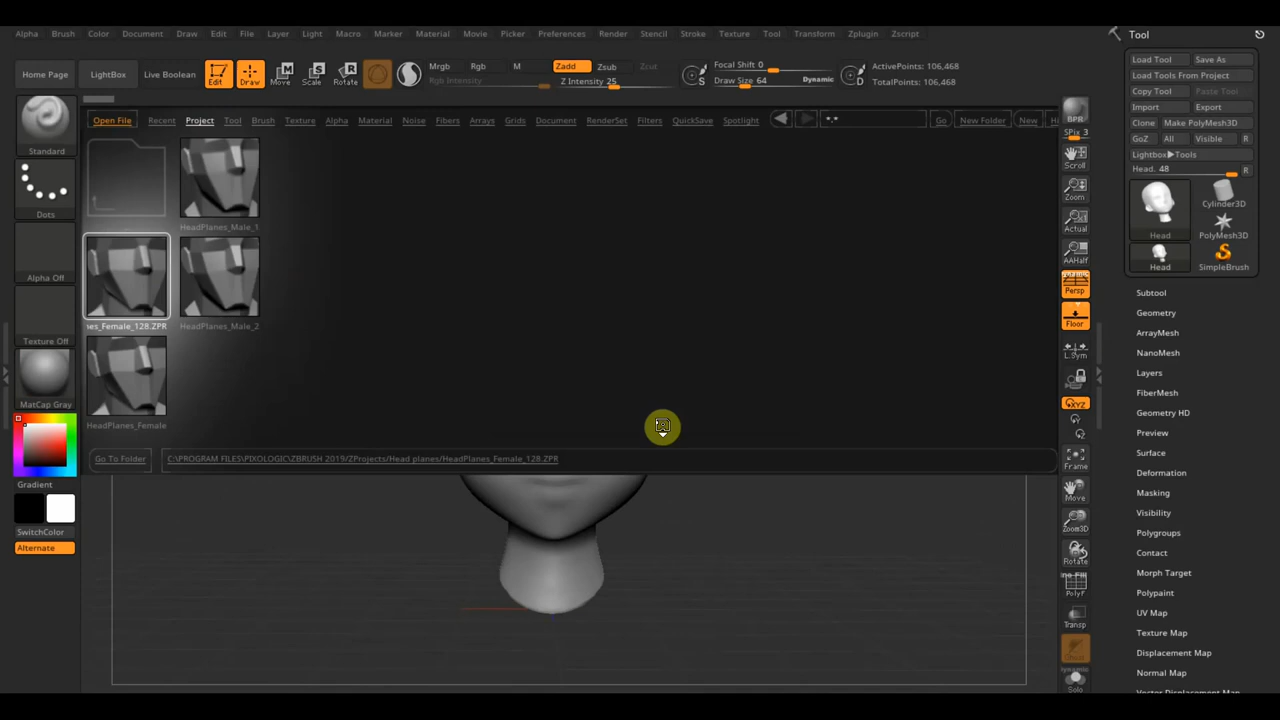 Alpha Brush Color Document Draw Edit File Layer Light Macro Marker Material Movie Picker Preferences Render Stencil Stroke Texture Tool Transform Zplugin Zscript
Tool
Load Tool Save As
Load Tools From Project
Copy Tool Paste Tool
Import Export
Clone Make PolyMesh3D
GoZ All Visible R
Lightbox▶Tools
Head. 48 R
Head Cylinder3D
PolyMesh3D
Head SimpleBrush
Home Page LightBox Live Boolean Edit Draw Move Scale Rotate
Mrgb Rgb M Zadd Zsub Zcut
Rgb Intensity Z Intensity 25
Focal Shift 0
Draw Size 64 Dynamic
ActivePoints: 106,468
TotalPoints: 106,468
Open File Recent Project Tool Brush Texture Alpha Material Noise Fibers Arrays Grids Document RenderSet Filters QuickSave Spotlight Go New Folder New
HeadPlanes_Male_1
nes_Female_128.ZPR HeadPlanes_Male_2
HeadPlanes_Female
Go To Folder C:\PROGRAM FILES\PIXOLOGIC\ZBRUSH 2019/ZProjects/Head planes/HeadPlanes_Female_128.ZPR
Standard
Dots
Alpha Off
Texture Off
MatCap Gray
Gradient
SwitchColor
Alternate
BPR
SPix 3
Scroll
Zoom
Actual
AAHalf
Persp
Floor
L.Sym
XYZ
Frame
Move
Zoom3D
Rotate
PolyF
Transp
Solo
Subtool
Geometry
ArrayMesh
NanoMesh
Layers
FiberMesh
Geometry HD
Preview
Surface
Deformation
Masking
Visibility
Polygroups
Contact
Morph Target
Polypaint
UV Map
Texture Map
Displacement Map
Normal Map
Vector Displacement Map